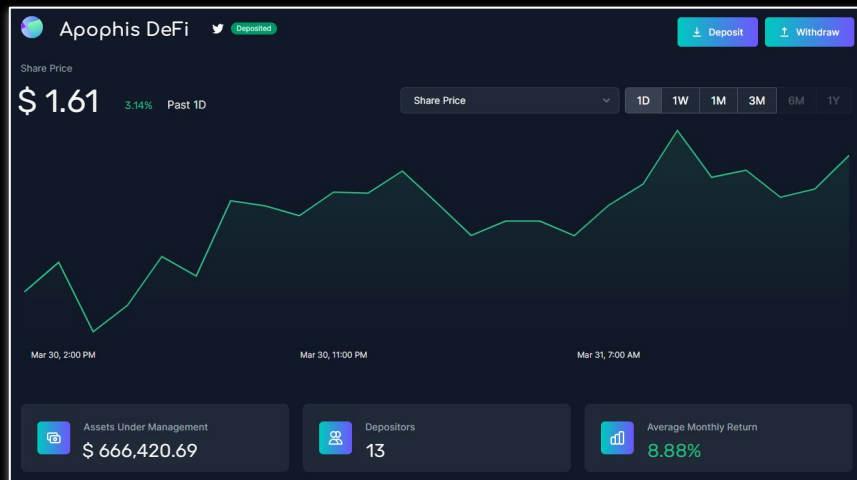 Apophis DeFi Deposited
Deposit Withdraw
Share Price
$ 1.61 3.14% Past 1D
Share Price 1D 1W 1M 3M 6M 1Y
Mar 30, 2:00 PM Mar 30, 11:00 PM Mar 31, 7:00 AM
Assets Under Management
$ 666,420.69
Depositors
13
Average Monthly Return
8.88%